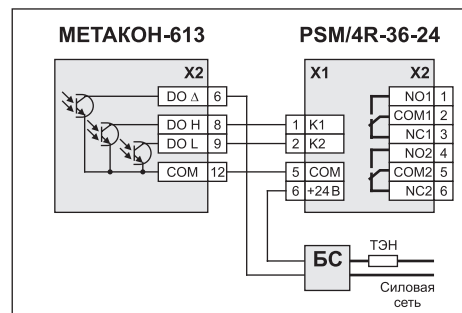 МЕТАКОН-613
PSM/4R-36-24
X2
DO Δ 6
DO H 8
DO L 9
COM 12
X1
X2
1 K1
2 K2
5 COM
6 +24 В
NO1 1
COM1 2
NC1 3
NO2 4
COM2 5
NC2 6
БС
ТЭН
Силовая
сеть